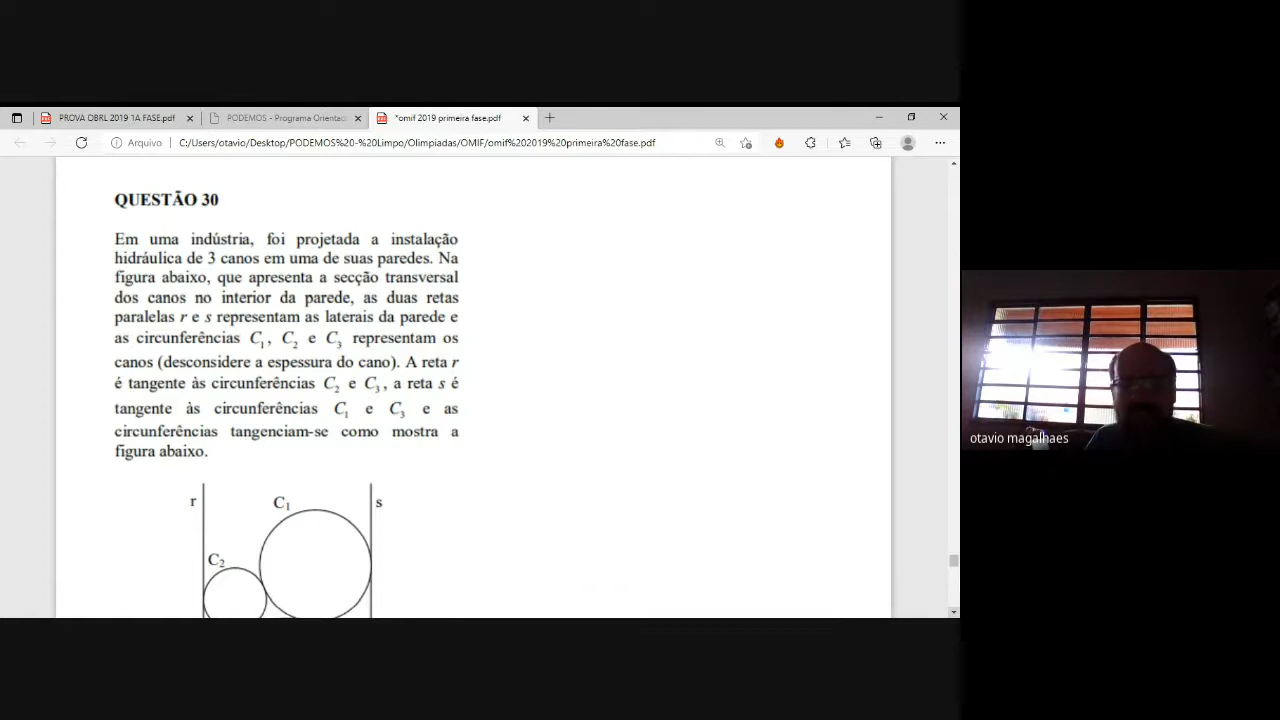 PROVA OBRL 2019 1A FASE.pdf
PODEMOS - Programa Orientac
*omif 2019 primeira fase.pdf
Arquivo
C:/Users/otavio/Desktop/PODEMOS%20-%20Limpo/Olimpiadas/OMIF/omif%202019%20primeira%20fase.pdf
QUESTÃO 30
Em uma indústria, foi projetada a instalação
hidráulica de 3 canos em uma de suas paredes. Na
figura abaixo, que apresenta a secção transversal
dos canos no interior da parede, as duas retas
paralelas r e s representam as laterais da parede e
as circunferências C1, C2 e C3 representam os
canos (desconsidere a espessura do cano). A reta r
é tangente às circunferências C2 e C3, a reta s é
tangente às circunferências C1 e C3 e as
circunferências tangenciam-se como mostra a
figura abaixo.
r
C1
s
C2
otavio magalhaes